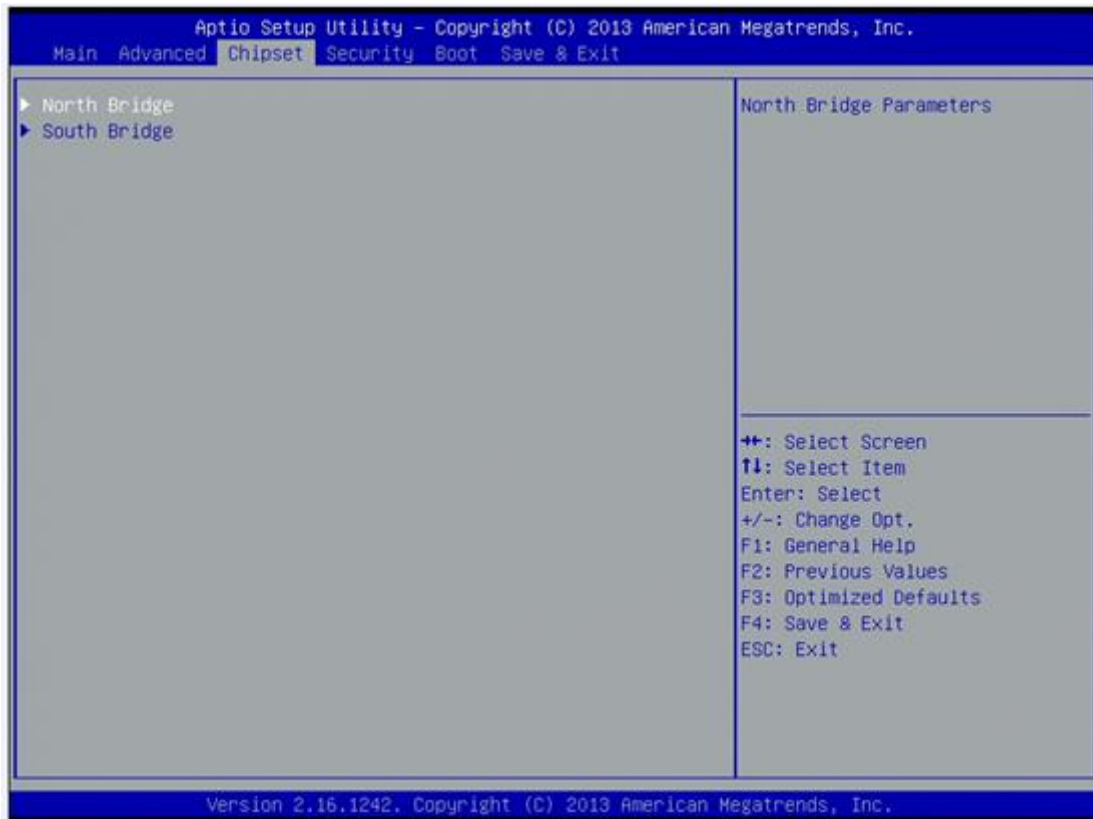 Aptio Setup Utility – Copyright (C) 2013 American Megatrends, Inc.
Main Advanced Chipset Security Boot Save & Exit
▶ North Bridge
▶ South Bridge
North Bridge Parameters
→←: Select Screen
↑↓: Select Item
Enter: Select
+/-: Change Opt.
F1: General Help
F2: Previous Values
F3: Optimized Defaults
F4: Save & Exit
ESC: Exit
Version 2.16.1242. Copyright (C) 2013 American Megatrends, Inc.